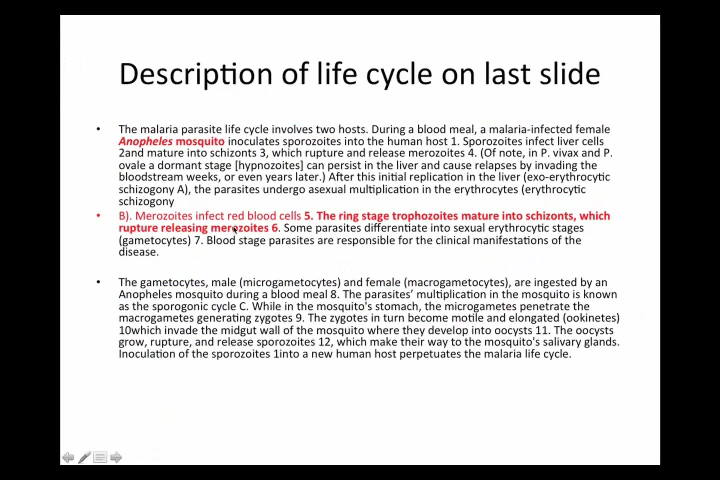 Description of life cycle on last slide
• The malaria parasite life cycle involves two hosts. During a blood meal, a malaria-infected female
Anopheles mosquito inoculates sporozoites into the human host 1. Sporozoites infect liver cells
2and mature into schizonts 3, which rupture and release merozoites 4. (Of note, in P. vivax and P.
ovale a dormant stage [hypnozoites] can persist in the liver and cause relapses by invading the
bloodstream weeks, or even years later.) After this initial replication in the liver (exo-erythrocytic
schizogony A), the parasites undergo asexual multiplication in the erythrocytes (erythrocytic
schizogony
• B). Merozoites infect red blood cells 5. The ring stage trophozoites mature into schizonts, which
rupture releasing merozoites 6. Some parasites differentiate into sexual erythrocytic stages
(gametocytes) 7. Blood stage parasites are responsible for the clinical manifestations of the
disease.
• The gametocytes, male (microgametocytes) and female (macrogametocytes), are ingested by an
Anopheles mosquito during a blood meal 8. The parasites' multiplication in the mosquito is known
as the sporogonic cycle C. While in the mosquito's stomach, the microgametes penetrate the
macrogametes generating zygotes 9. The zygotes in turn become motile and elongated (ookinetes)
10which invade the midgut wall of the mosquito where they develop into oocysts 11. The oocysts
grow, rupture, and release sporozoites 12, which make their way to the mosquito's salivary glands.
Inoculation of the sporozoites 1into a new human host perpetuates the malaria life cycle.